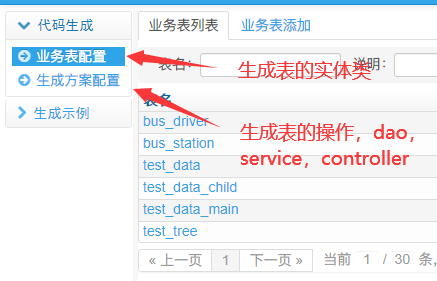 代码生成
业务表配置
生成方案配置
生成示例
业务表列表 业务表添加
表名: 说明:
生成表的实体类
表名
bus_driver
bus_station
test_data
test_data_child
test_data_main
test_tree
生成表的操作，dao，
service，controller
« 上一页 1 下一页 » 当前 1 / 30 条,